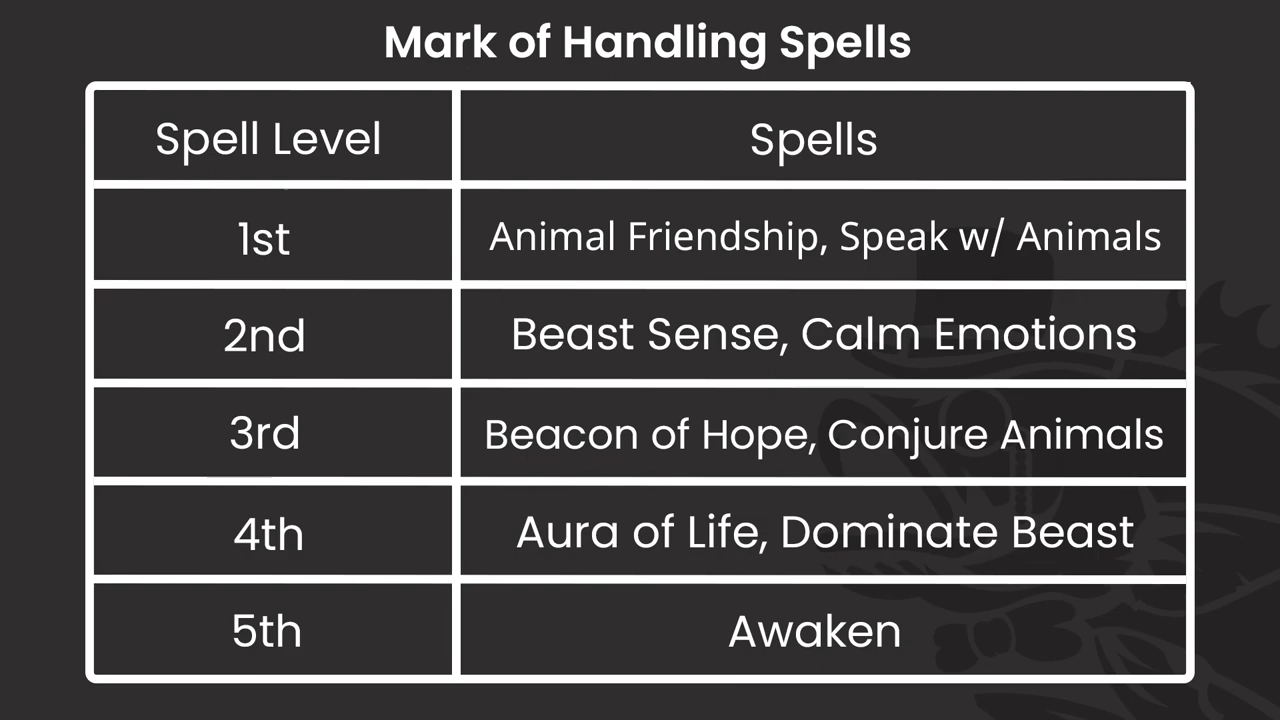 Mark of Handling Spells
Spell Level Spells
1st Animal Friendship, Speak w/ Animals
2nd Beast Sense, Calm Emotions
3rd Beacon of Hope, Conjure Animals
4th Aura of Life, Dominate Beast
5th Awaken